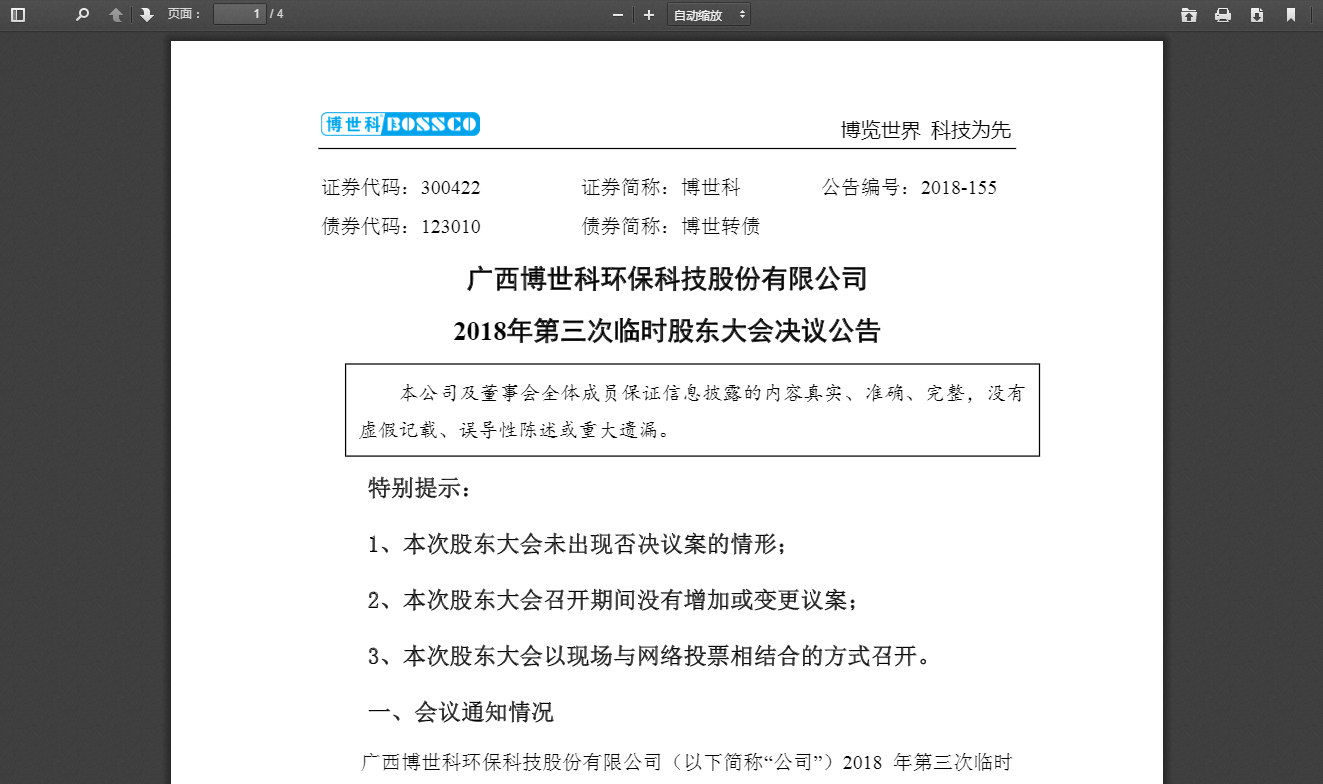 页面： 1 / 4 自动缩放
博世科 BOSSCO 博览世界 科技为先
证券代码：300422 证券简称：博世科 公告编号：2018-155
债券代码：123010 债券简称：博世转债
广西博世科环保科技股份有限公司
2018年第三次临时股东大会决议公告
本公司及董事会全体成员保证信息披露的内容真实、准确、完整，没有
虚假记载、误导性陈述或重大遗漏。
特别提示：
1、本次股东大会未出现否决议案的情形；
2、本次股东大会召开期间没有增加或变更议案；
3、本次股东大会以现场与网络投票相结合的方式召开。
一、会议通知情况
广西博世科环保科技股份有限公司（以下简称“公司”）2018 年第三次临时